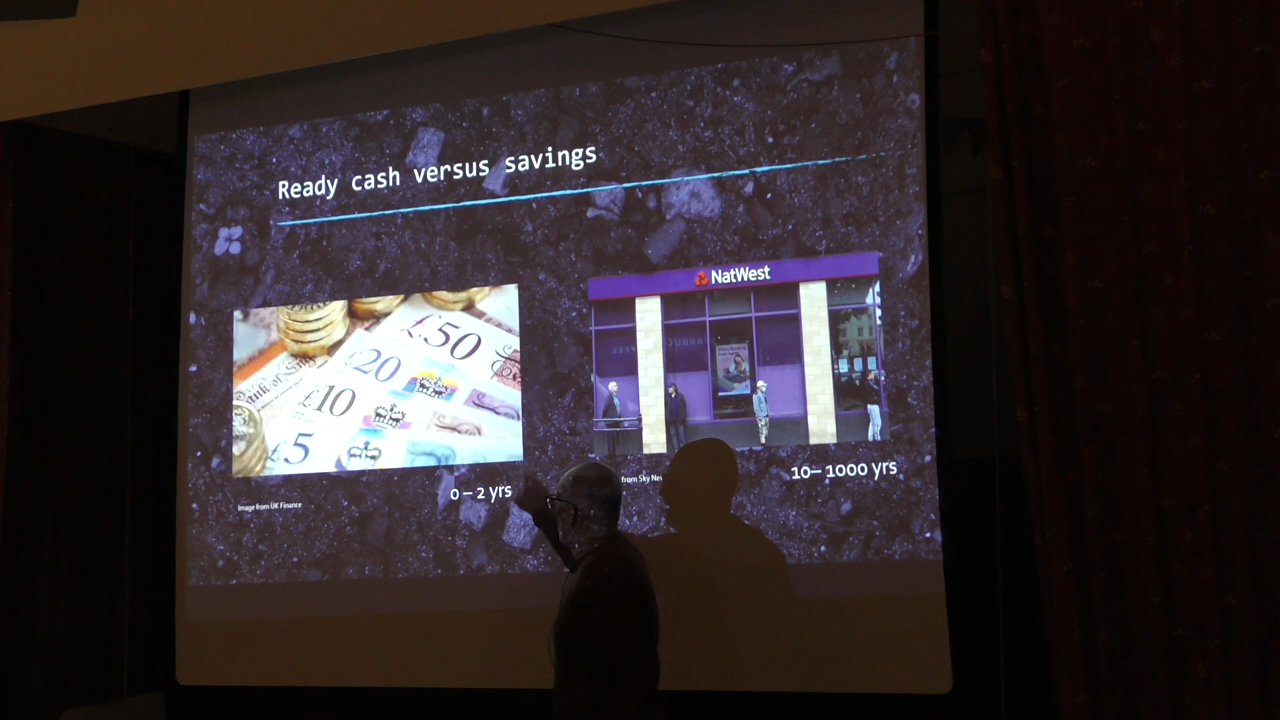 Ready cash versus savings
NatWest
£50
£20
£10
£5
0 – 2 yrs
10– 1000 yrs
from Sky
Image from UK Finance